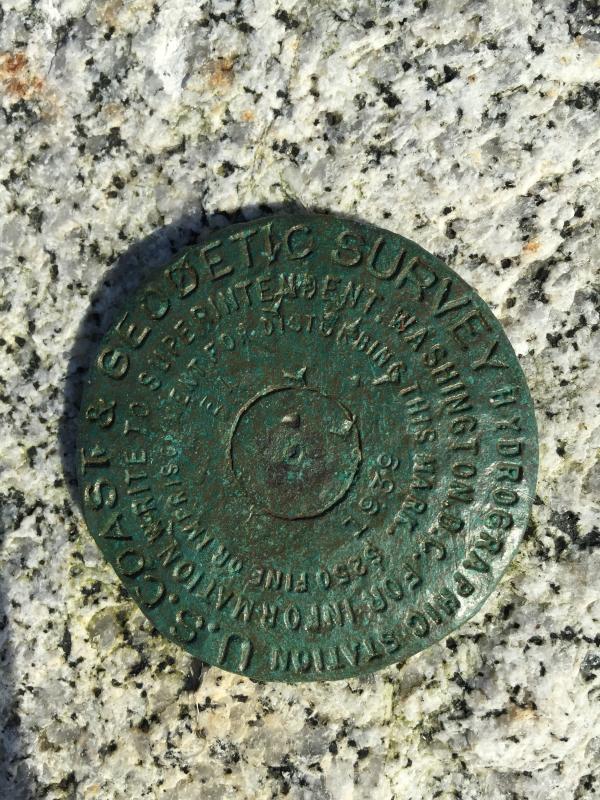 U.S. COAST & GEODETIC SURVEY HYDROGRAPHIC STATION
FOR INFORMATION WRITE TO SUPERINTENDENT, WASHINGTON, D.C.
$250 FINE OR IMPRISONMENT FOR DISTURBING THIS MARK.
1926